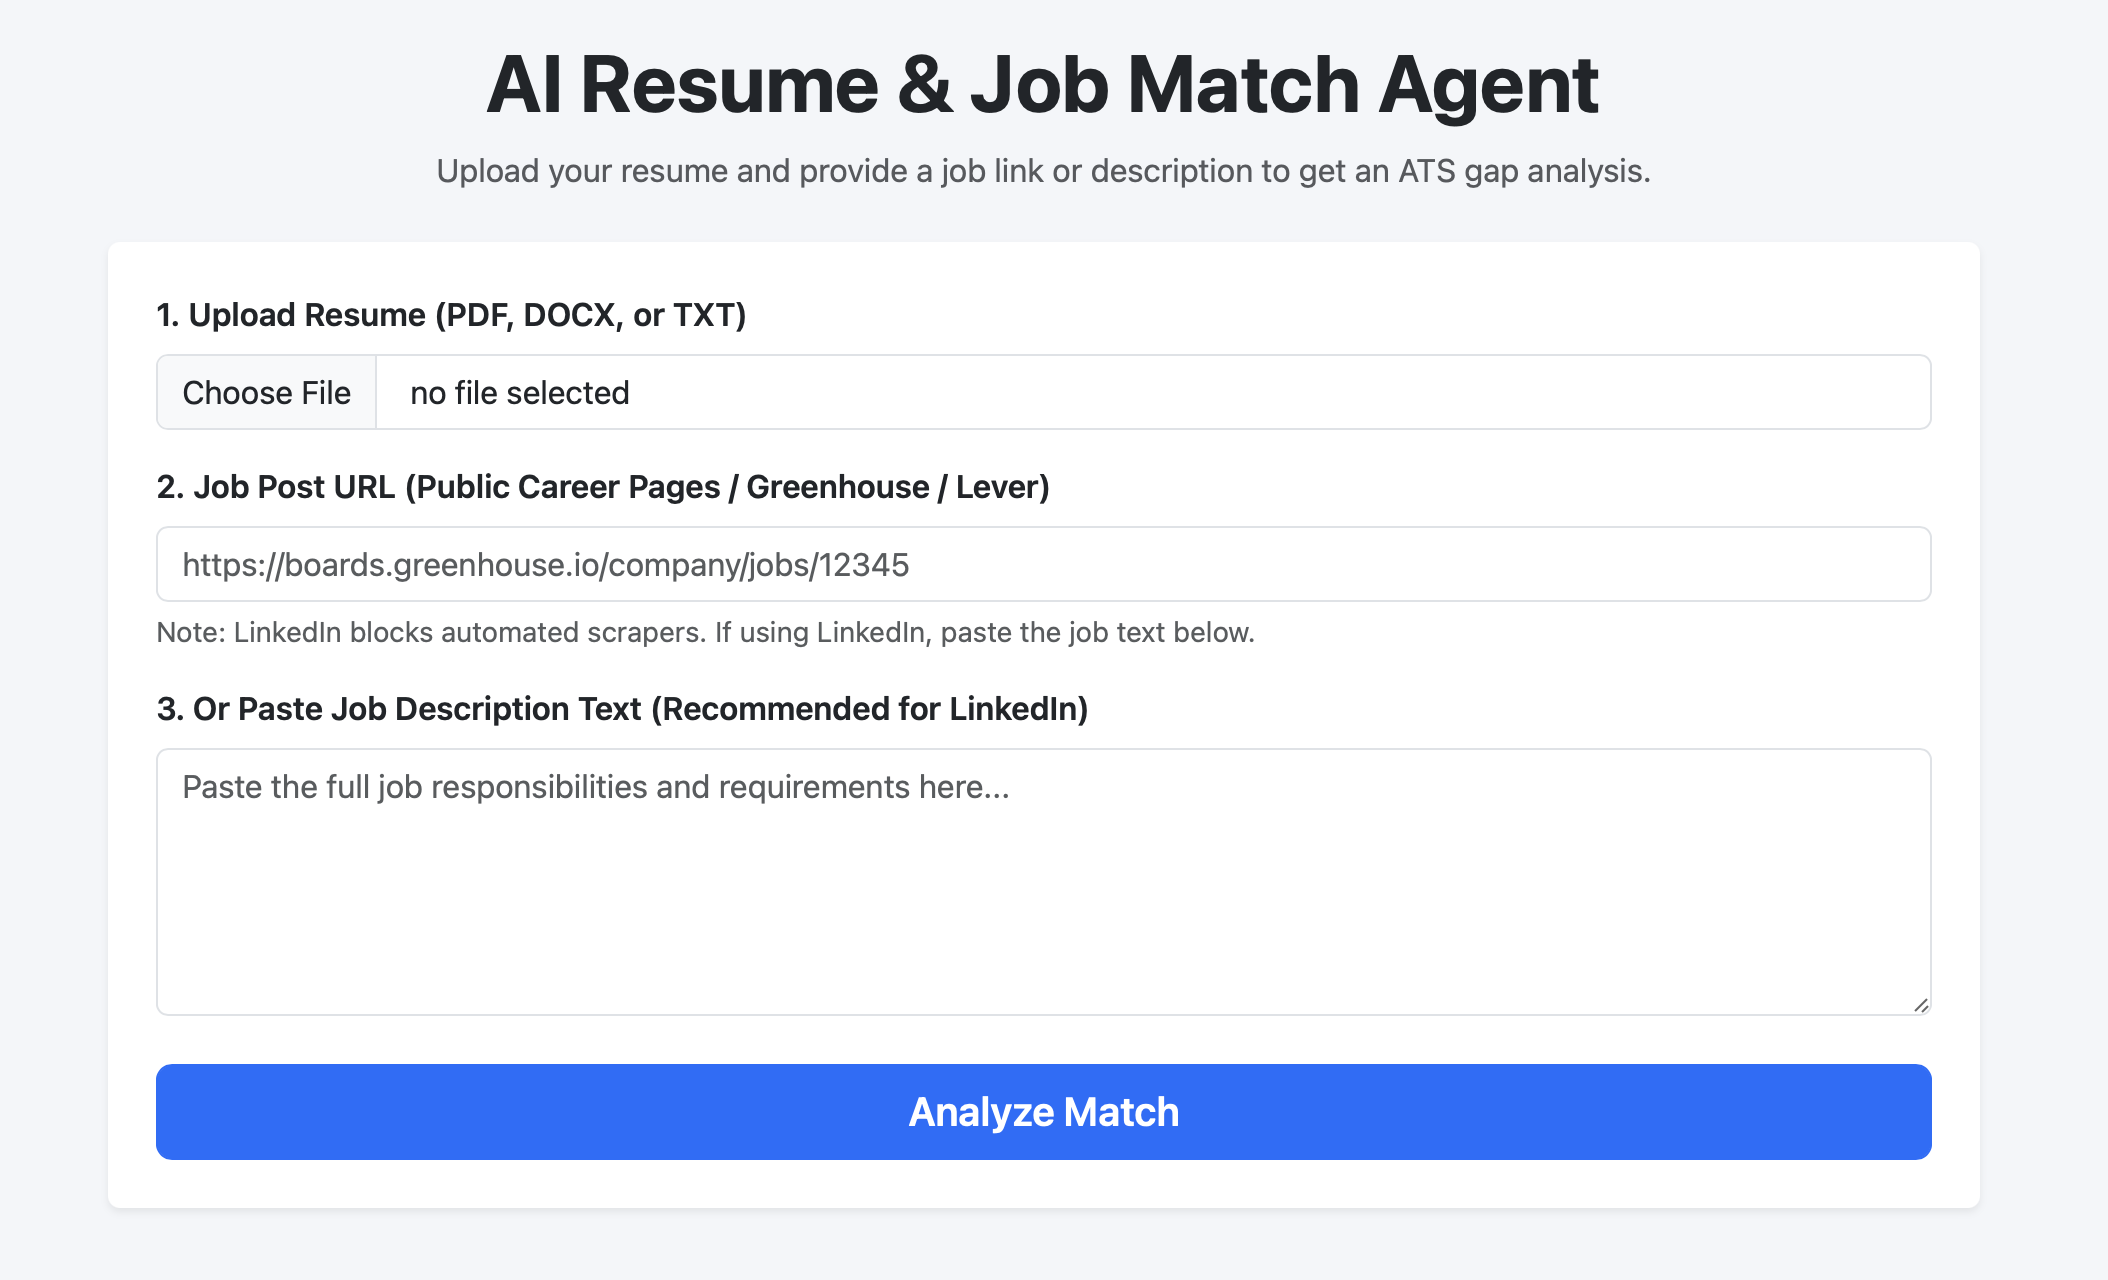 AI Resume & Job Match Agent
Upload your resume and provide a job link or description to get an ATS gap analysis.
1. Upload Resume (PDF, DOCX, or TXT)
Choose File no file selected
2. Job Post URL (Public Career Pages / Greenhouse / Lever)
https://boards.greenhouse.io/company/jobs/12345
Note: LinkedIn blocks automated scrapers. If using LinkedIn, paste the job text below.
3. Or Paste Job Description Text (Recommended for LinkedIn)
Paste the full job responsibilities and requirements here...
Analyze Match